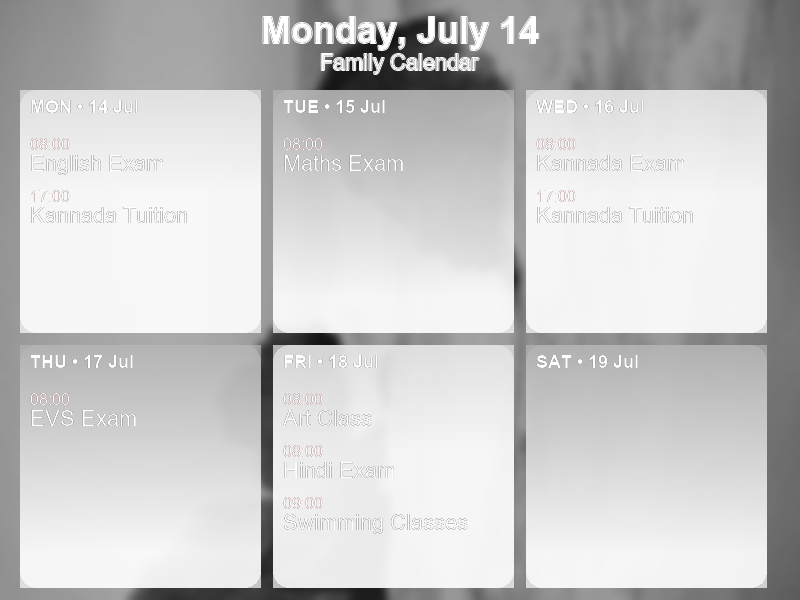 Monday, July 14
Family Calendar
MON • 14 Jul
08:00
English Exam
17:00
Kannada Tuition
TUE • 15 Jul
08:00
Maths Exam
WED • 16 Jul
08:00
Kannada Exam
17:00
Kannada Tuition
THU • 17 Jul
08:00
EVS Exam
FRI • 18 Jul
08:00
Art Class
08:00
Hindi Exam
09:00
Swimming Classes
SAT • 19 Jul